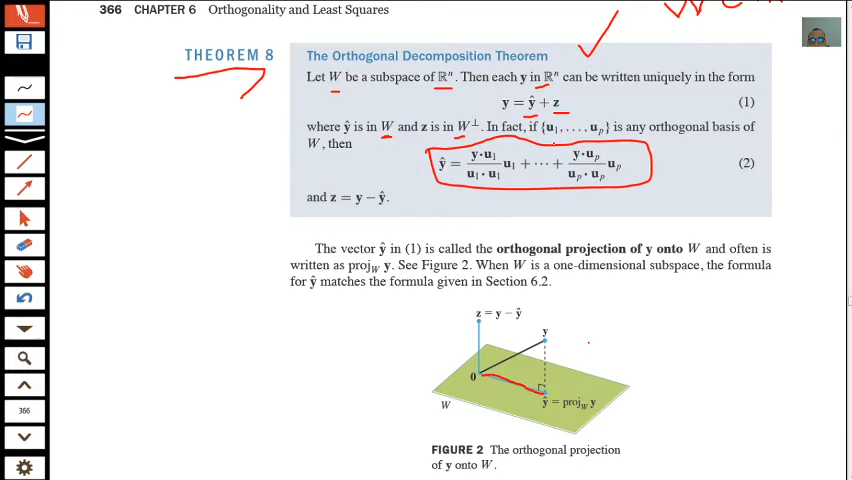 366 CHAPTER 6 Orthogonality and Least Squares
THEOREM 8
The Orthogonal Decomposition Theorem
Let W be a subspace of ℝⁿ. Then each y in ℝⁿ can be written uniquely in the form
y = ŷ + z (1)
where ŷ is in W and z is in W⊥. In fact, if {u₁, . . . , uₚ} is any orthogonal basis of
W, then
ŷ = (y·u₁)/(u₁·u₁) u₁ + ··· + (y·uₚ)/(uₚ·uₚ) uₚ (2)
and z = y − ŷ.
The vector ŷ in (1) is called the orthogonal projection of y onto W and often is
written as proj_W y. See Figure 2. When W is a one-dimensional subspace, the formula
for ŷ matches the formula given in Section 6.2.
z = y − ŷ
y
0
ŷ = proj_W y
W
FIGURE 2 The orthogonal projection
of y onto W.
366